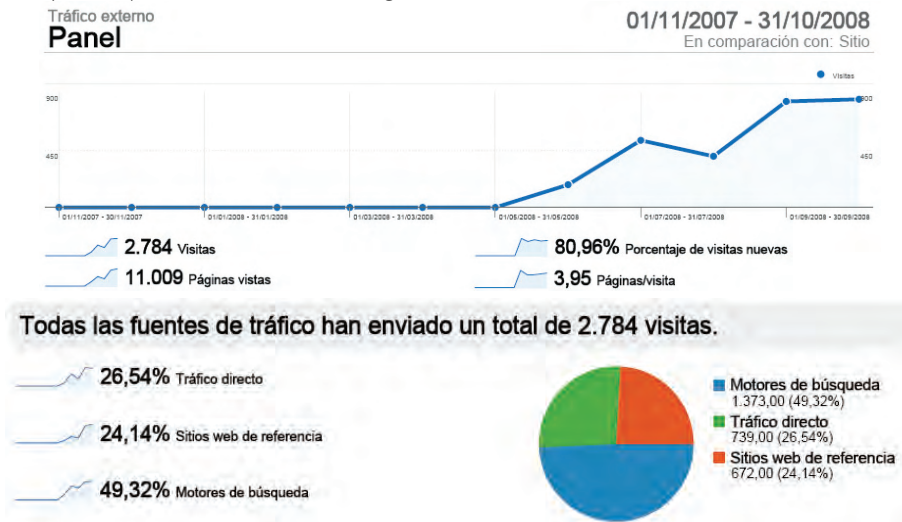 Tráfico externo
Panel
01/11/2007 - 31/10/2008
En comparación con: Sitio
Visitas
900
900
450
450
01/11/2007 - 30/11/2007
01/01/2008 - 31/01/2008
01/03/2008 - 31/03/2008
01/05/2008 - 31/05/2008
01/07/2008 - 31/07/2008
01/09/2008 - 30/09/2008
2.784 Visitas
80,96% Porcentaje de visitas nuevas
11.009 Páginas vistas
3,95 Páginas/visita
Todas las fuentes de tráfico han enviado un total de 2.784 visitas.
26,54% Tráfico directo
24,14% Sitios web de referencia
49,32% Motores de búsqueda
Motores de búsqueda
1.373,00 (49,32%)
Tráfico directo
739,00 (26,54%)
Sitios web de referencia
672,00 (24,14%)